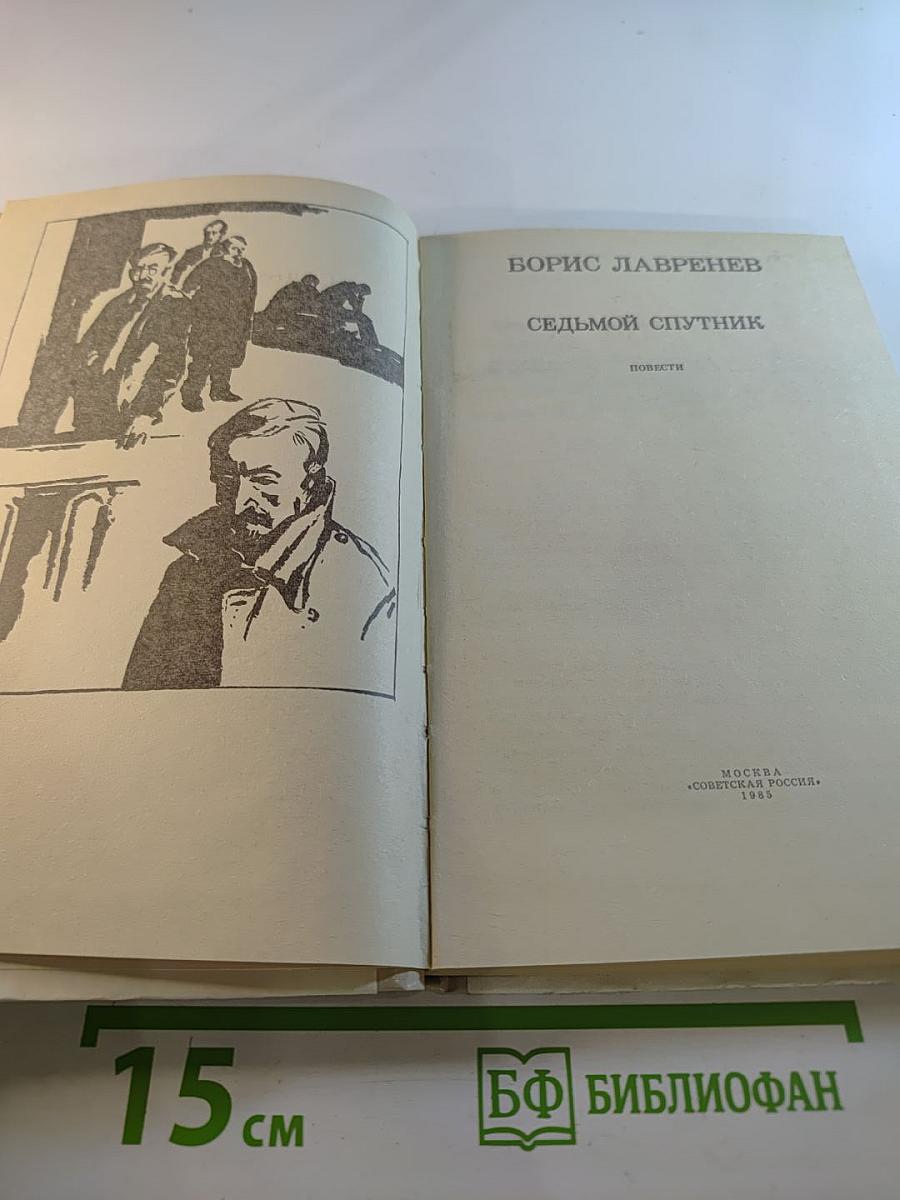 БОРИС ЛАВРЕНЕВ
СЕДЬМОЙ СПУТНИК
ПОВЕСТИ
МОСКВА
«СОВЕТСКАЯ РОССИЯ»
1985
15 см
БФ БИБЛИОФАН